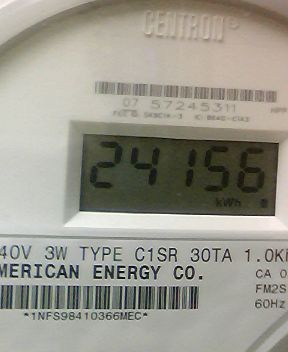 CENTRON®
07 57245311
24156
kWh
40V 3W TYPE C1SR 30TA 1.0K
MERICAN ENERGY CO.
CA 0
FM2S
60Hz
*1NFS98410366MEC*